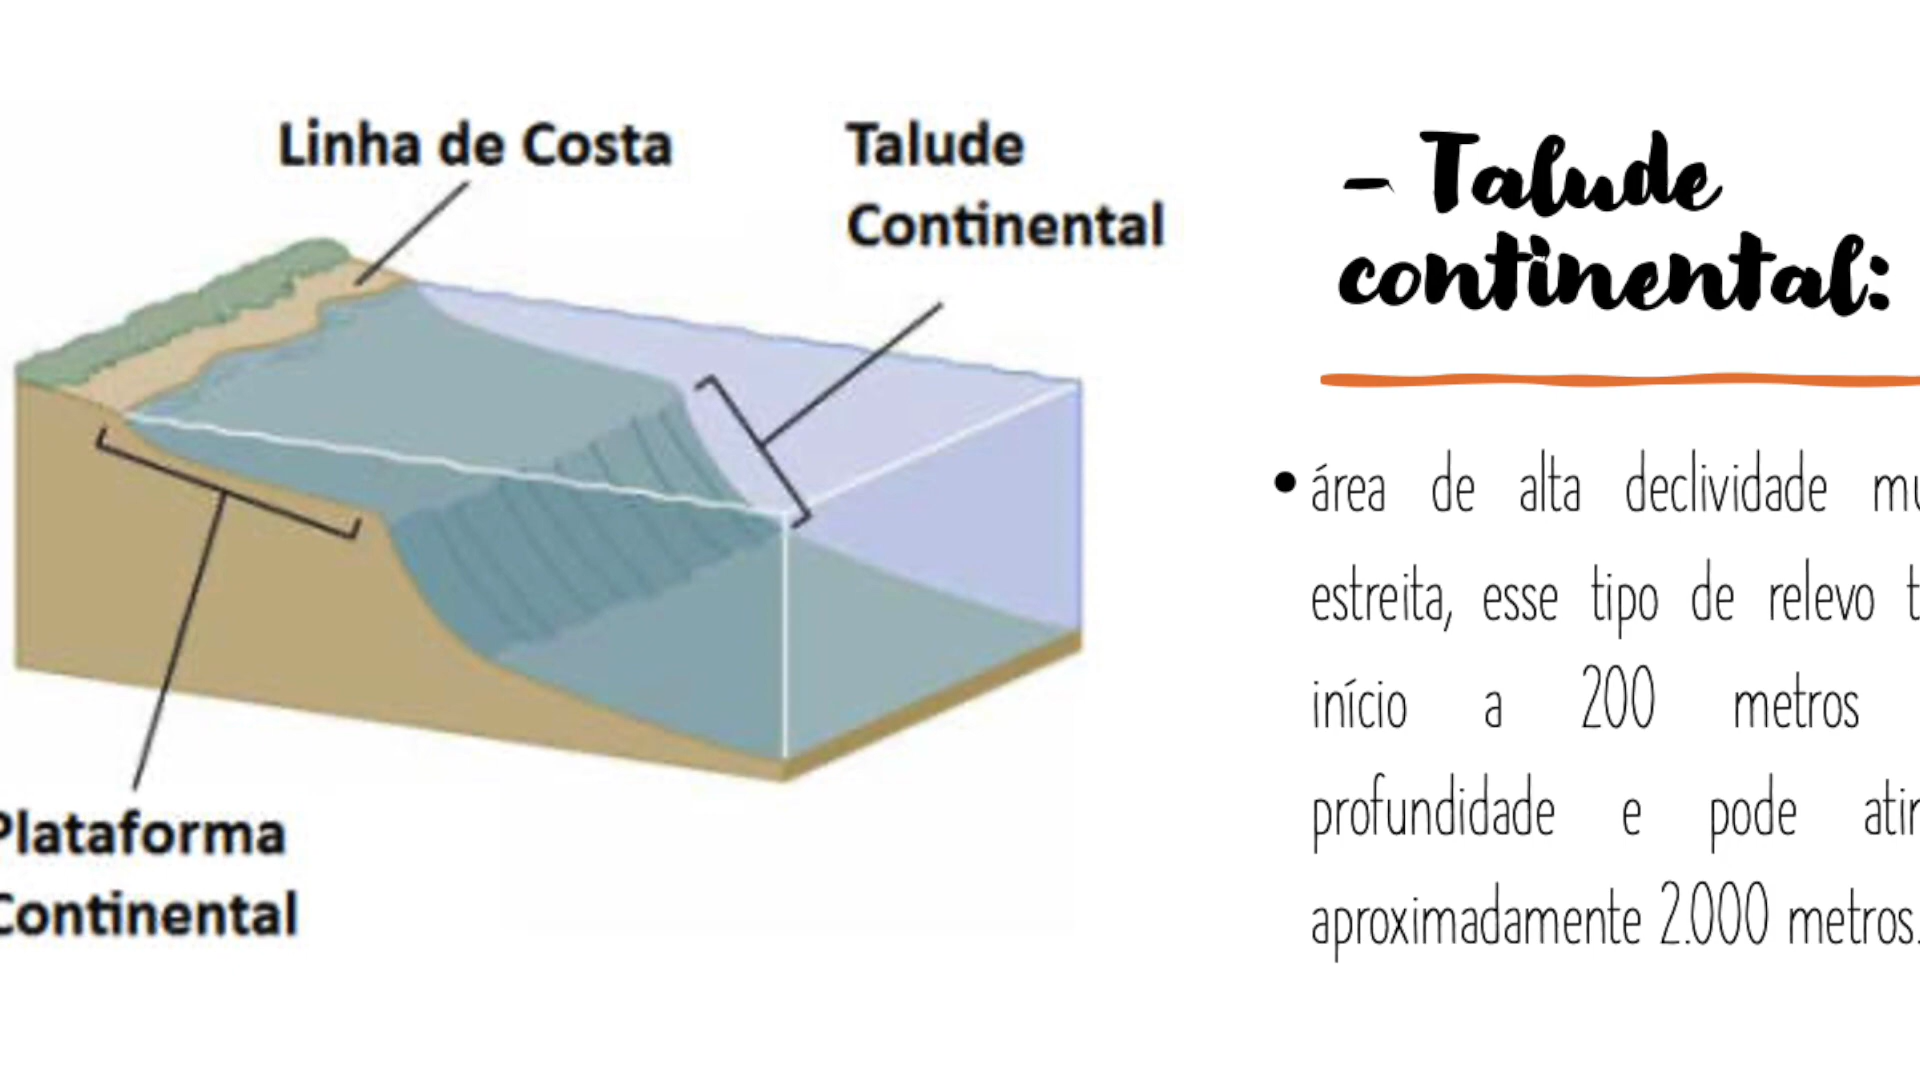 Linha de Costa
Talude
Continental
Plataforma
Continental
- Talude
continental:
• área de alta declividade
estreita, esse tipo de relevo
início a 200 metros
profundidade e pode
aproximadamente 2.000 metros.